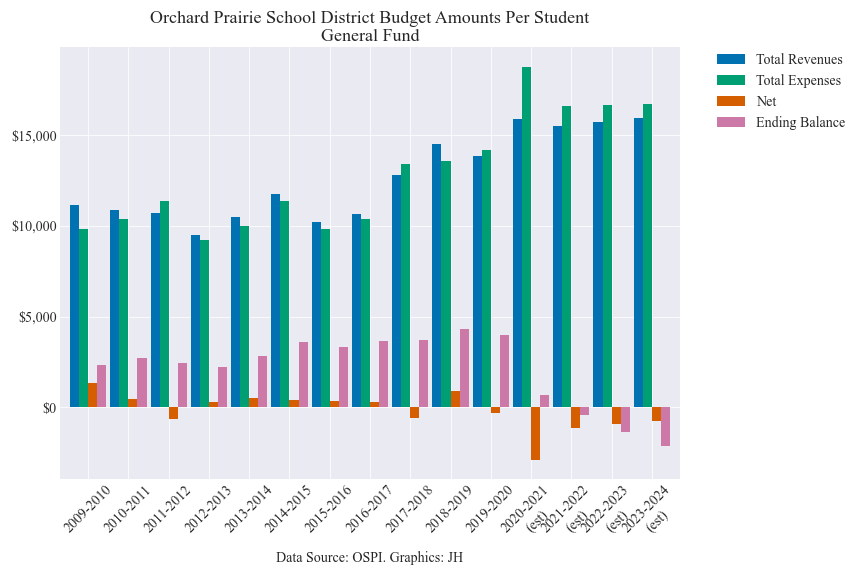 Orchard Prairie School District Budget Amounts Per Student
General Fund
Total Revenues
Total Expenses
Net
Ending Balance
$15,000
$10,000
$5,000
$0
2009-2010
2010-2011
2011-2012
2012-2013
2013-2014
2014-2015
2015-2016
2016-2017
2017-2018
2018-2019
2019-2020
2020-2021
(est)
2021-2022
(est)
2022-2023
(est)
2023-2024
(est)
Data Source: OSPI. Graphics: JH